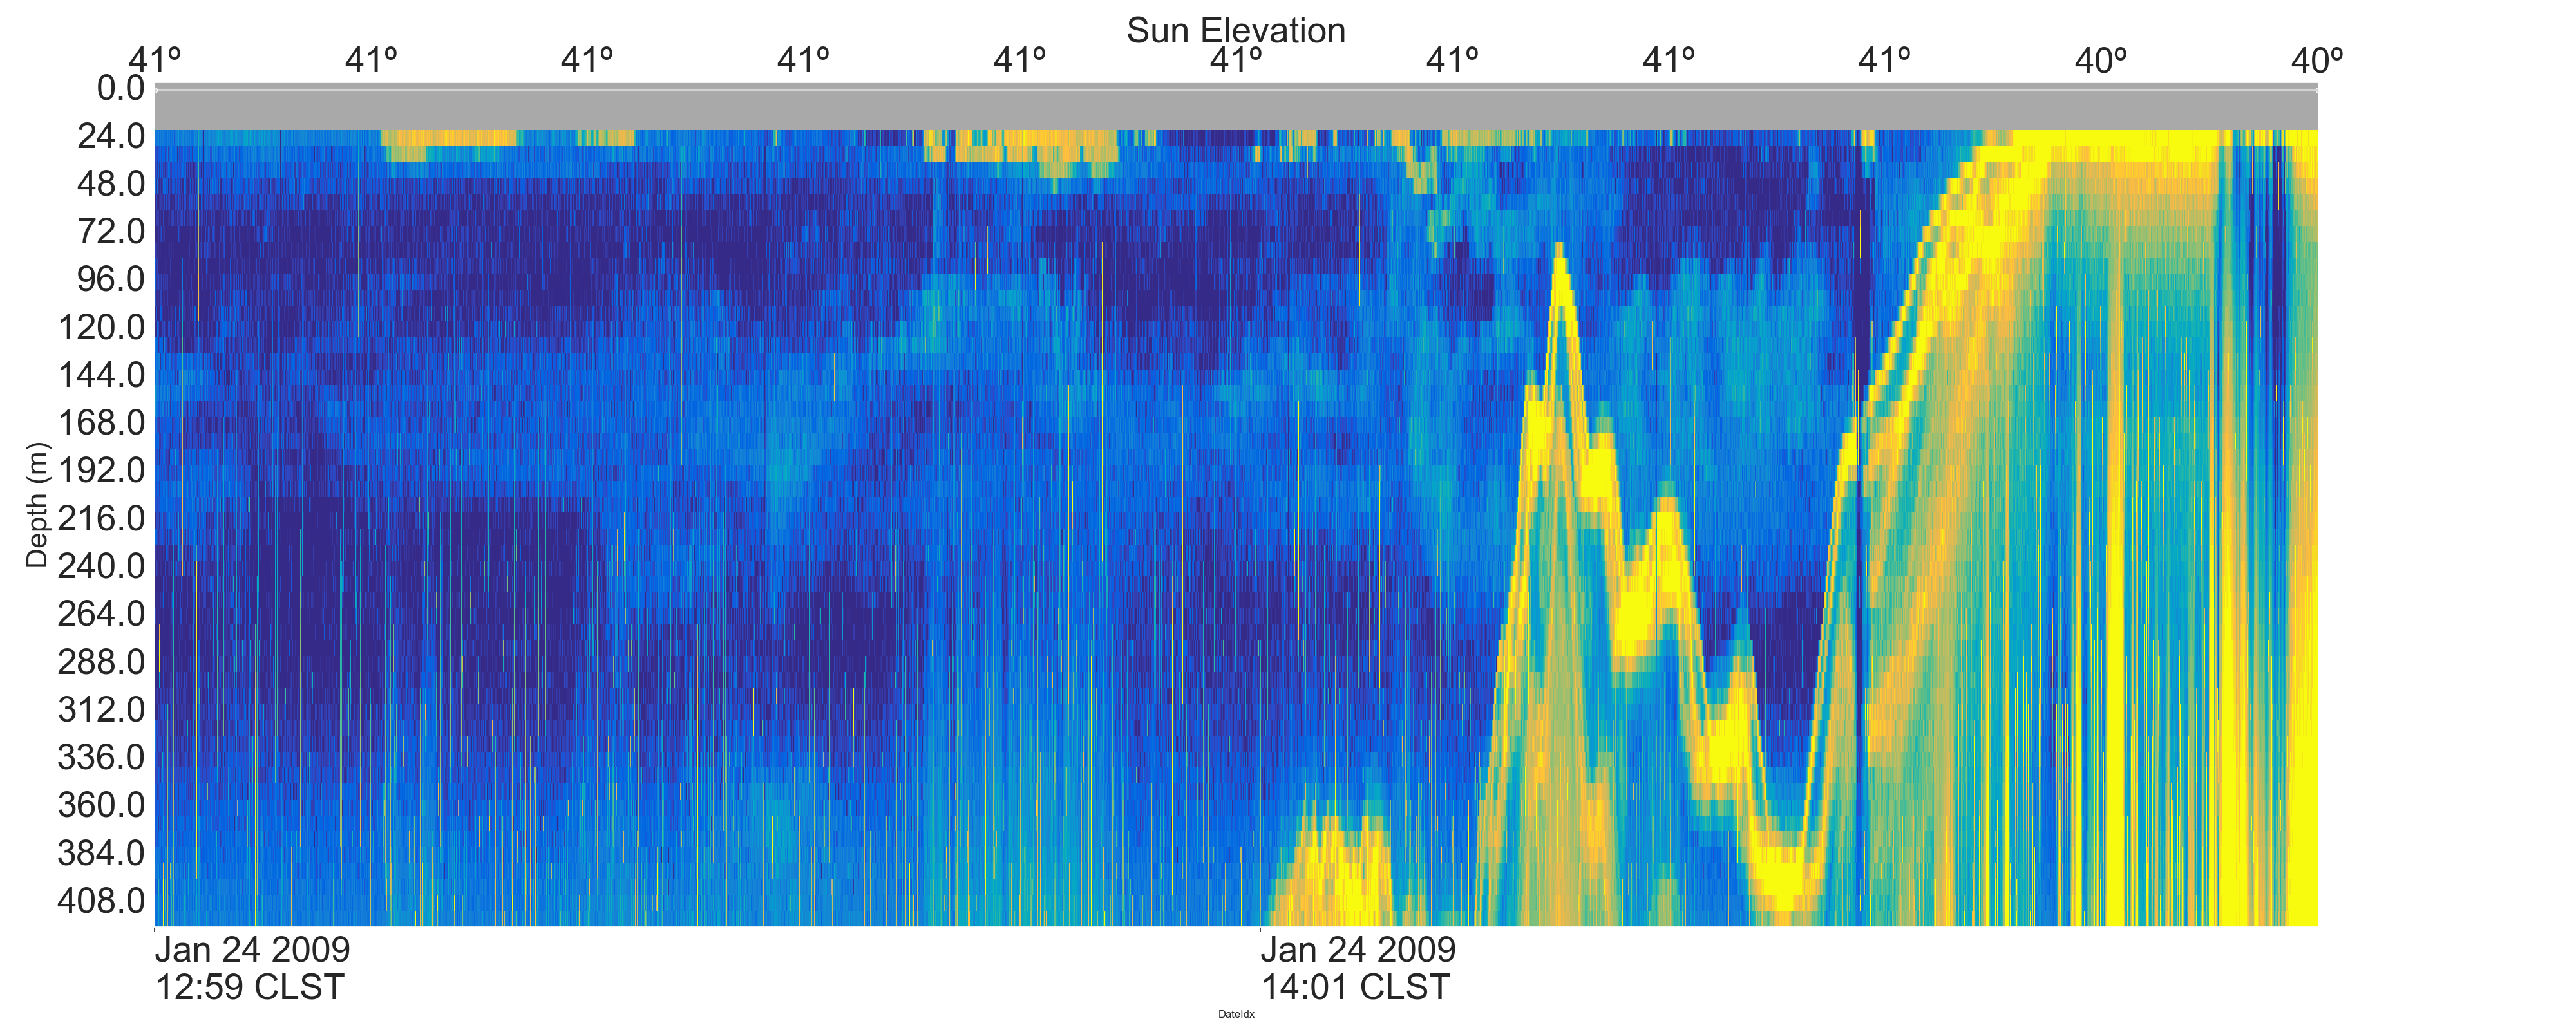 Sun Elevation
41º 41º 41º 41º 41º 41º 41º 41º 41º 40º 40º
0.0
24.0
48.0
72.0
96.0
120.0
144.0
168.0
192.0
216.0
240.0
264.0
288.0
312.0
336.0
360.0
384.0
408.0
Depth (m)
Jan 24 2009
12:59 CLST
Jan 24 2009
14:01 CLST
DateIdx